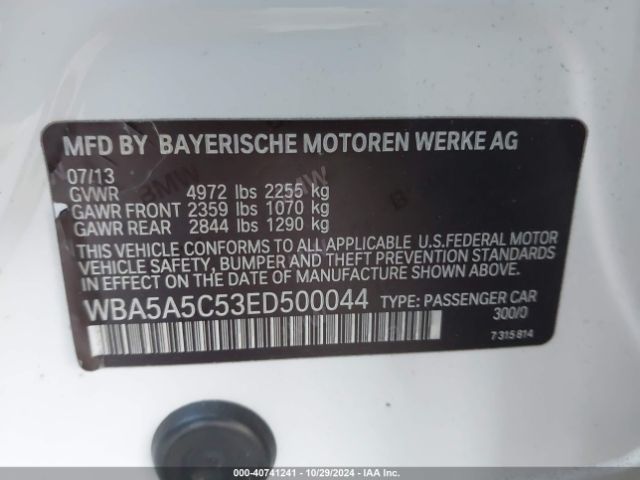 MFD BY BAYERISCHE MOTOREN WERKE AG
07/13
GVWR 4972 lbs 2255 kg
GAWR FRONT 2359 lbs 1070 kg
GAWR REAR 2844 lbs 1290 kg
THIS VEHICLE CONFORMS TO ALL APPLICABLE U.S.FEDERAL MOTOR
VEHICLE SAFETY, BUMPER AND THEFT PREVENTION STANDARDS
IN EFFECT ON THE DATE OF MANUFACTURE SHOWN ABOVE.
WBA5A5C53ED500044 TYPE: PASSENGER CAR
300/0
7315814
000-40741241 - 10/29/2024 - IAA Inc.